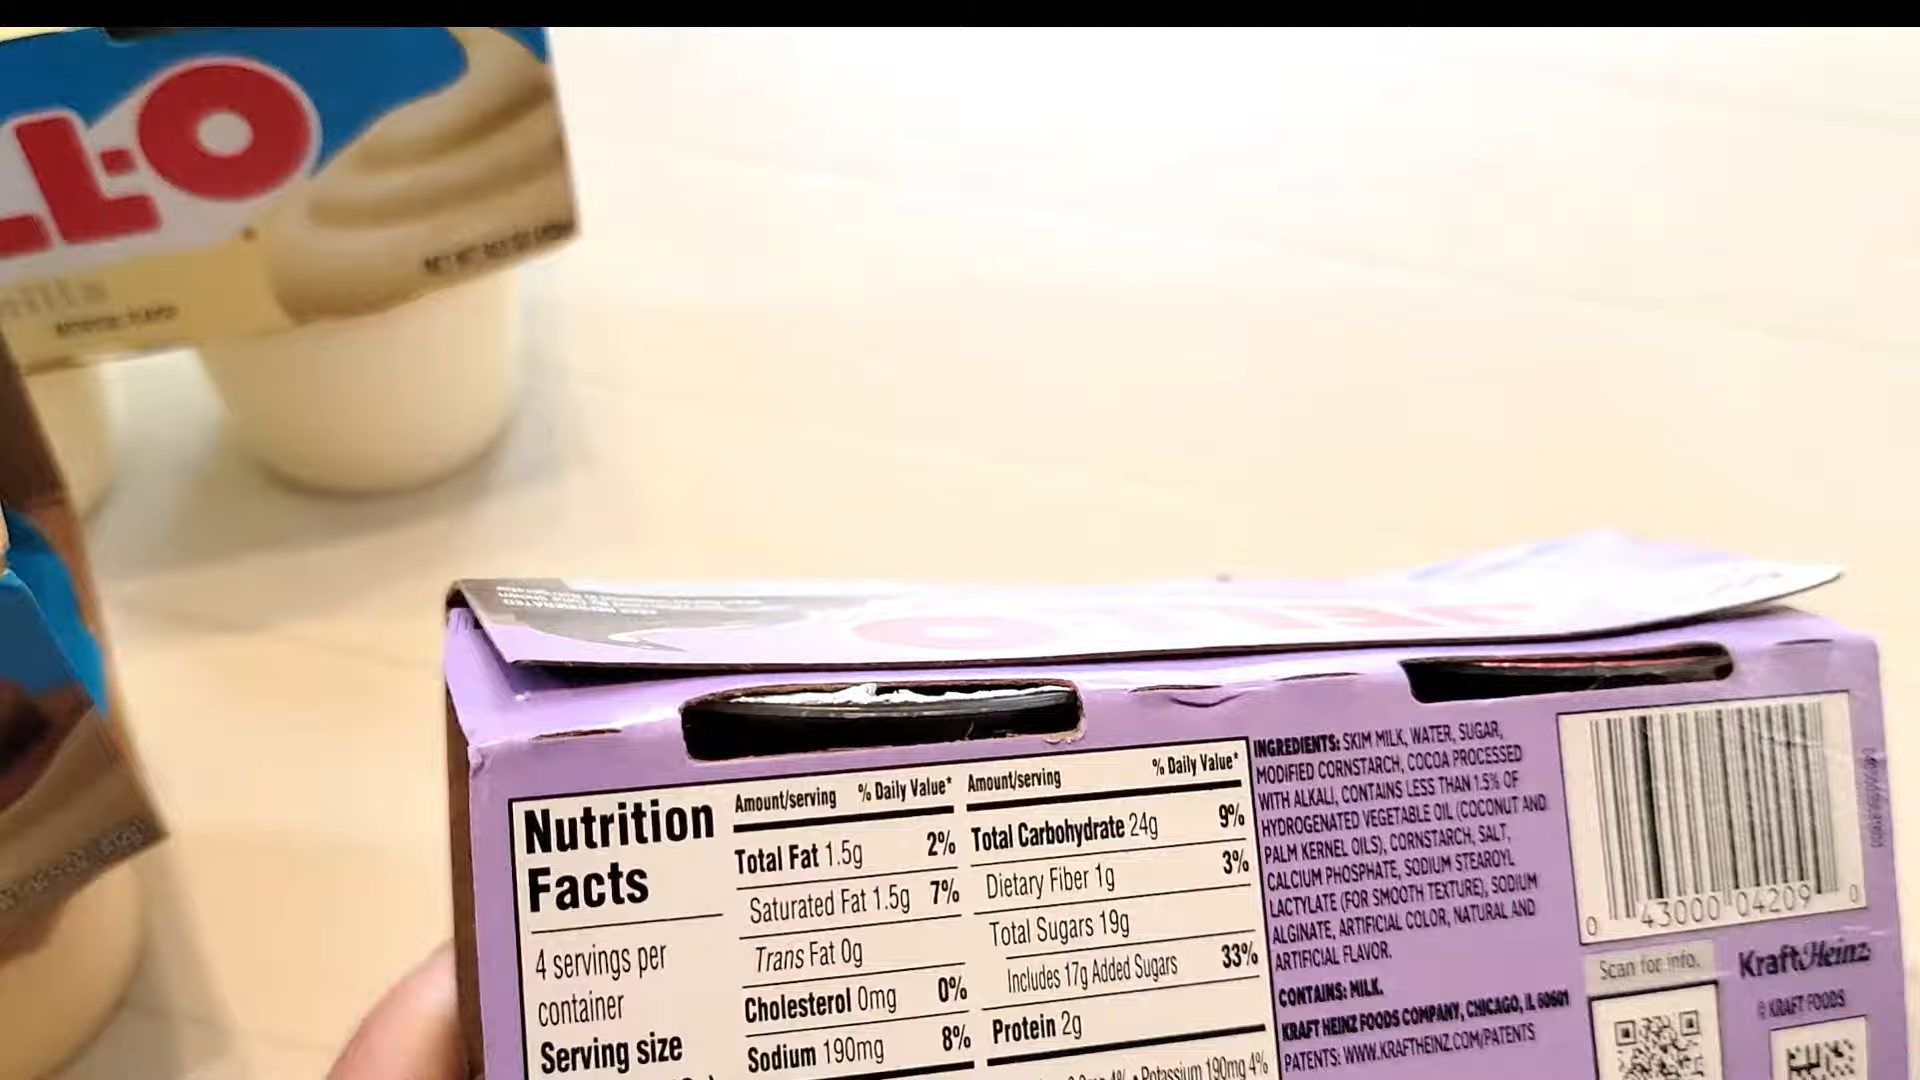 LL-O
Nutrition
Facts
4 servings per
container
Serving size
Amount/serving % Daily Value*
Total Fat 1.5g 2%
Saturated Fat 1.5g 7%
Trans Fat 0g
Cholesterol 0mg 0%
Sodium 190mg 8%
Amount/serving % Daily Value*
Total Carbohydrate 24g 9%
Dietary Fiber 1g 3%
Total Sugars 19g
Includes 17g Added Sugars 33%
Protein 2g
4% • Potassium 190mg 4%
INGREDIENTS: SKIM MILK, WATER, SUGAR,
MODIFIED CORNSTARCH, COCOA PROCESSED
WITH ALKALI, CONTAINS LESS THAN 1.5% OF
HYDROGENATED VEGETABLE OIL (COCONUT AND
PALM KERNEL OILS), CORNSTARCH, SALT,
CALCIUM PHOSPHATE, SODIUM STEAROYL
LACTYLATE (FOR SMOOTH TEXTURE), SODIUM
ALGINATE, ARTIFICIAL COLOR, NATURAL AND
ARTIFICIAL FLAVOR.
CONTAINS: MILK.
KRAFT HEINZ FOODS COMPANY, CHICAGO, IL 60601
PATENTS: WWW.KRAFTHEINZ.COM/PATENTS
0 43000 04209 0
Scan for info.
KraftHeinz
© KRAFT FOODS